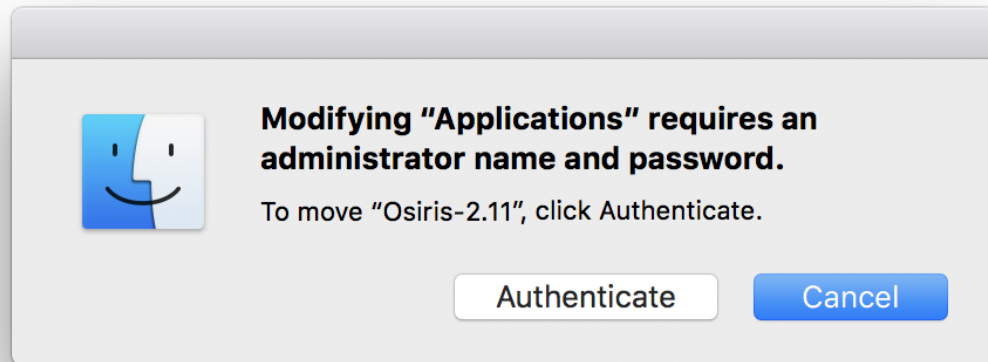 Modifying “Applications” requires an
administrator name and password.
To move “Osiris-2.11”, click Authenticate.
Authenticate Cancel